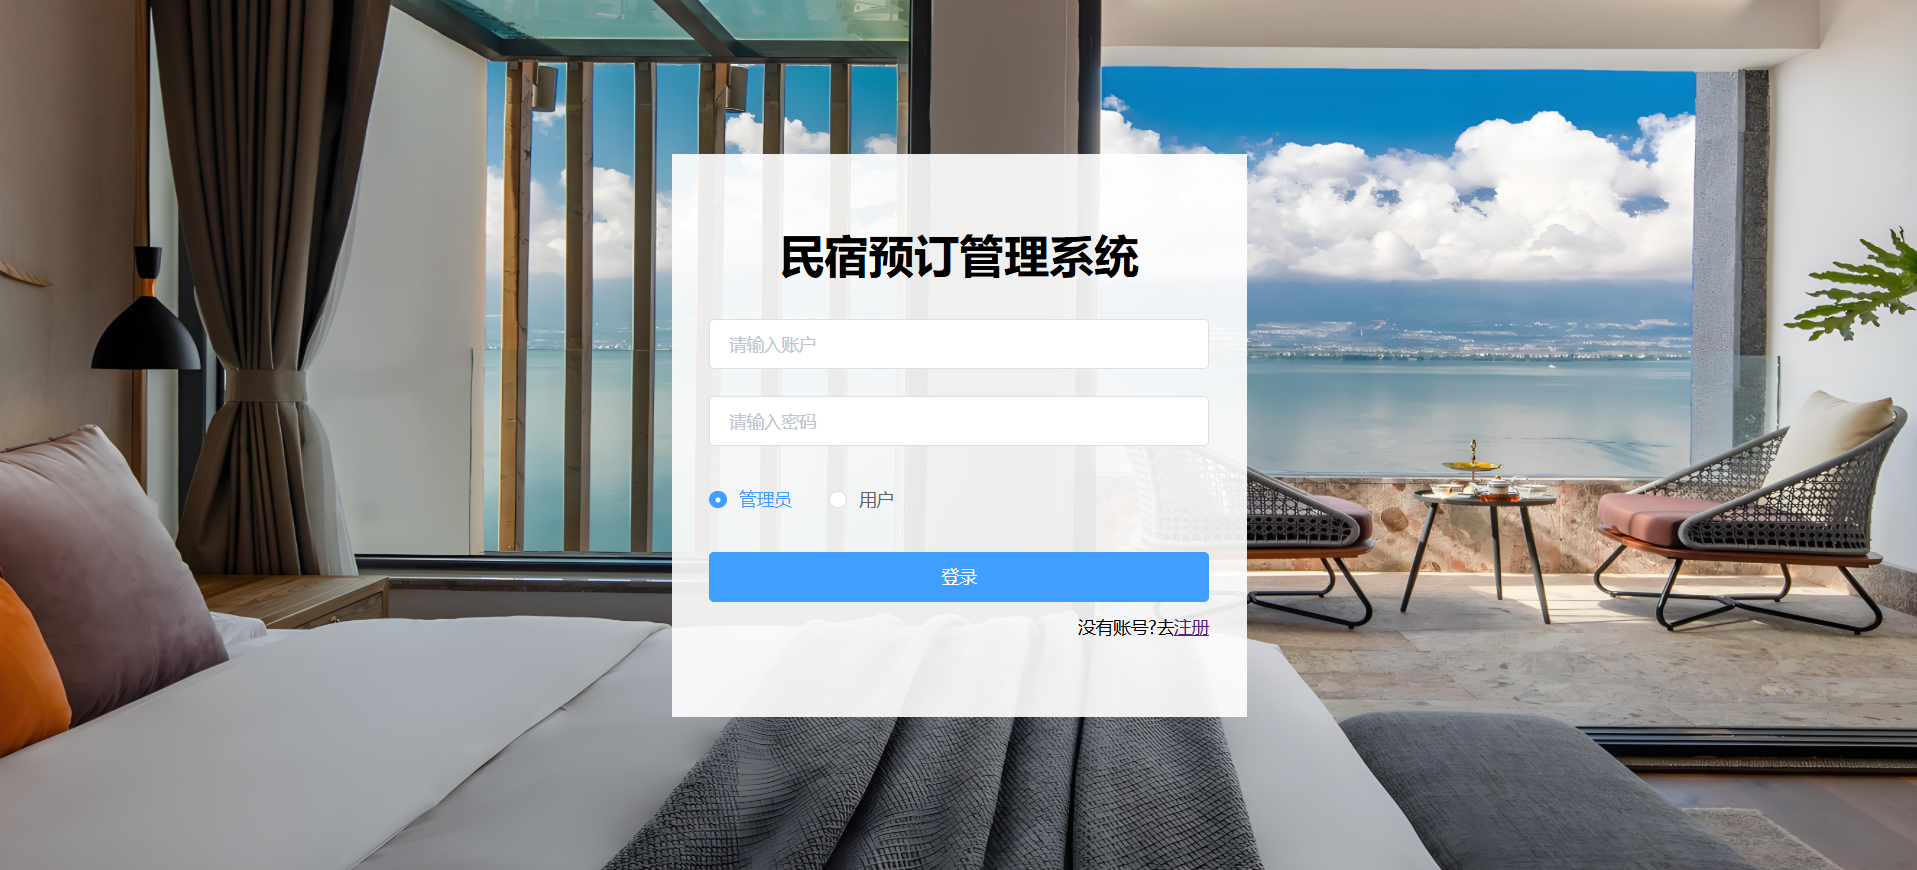 民宿预订管理系统
请输入账户
请输入密码
管理员 用户
登录
没有账号?去注册